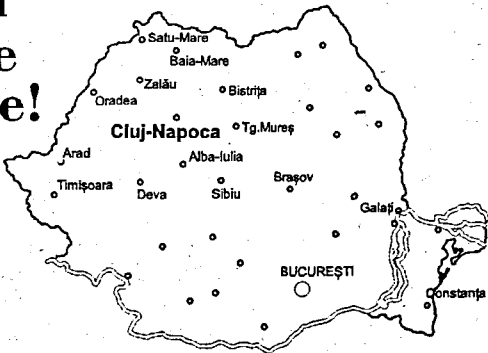 e
e!
Satu-Mare
Baia-Mare
Zalău
Bistrița
Oradea
Cluj-Napoca
Tg.Mureș
Arad
Alba-Iulia
Timișoara
Deva
Sibiu
Brașov
Galați
BUCUREȘTI
Constanța